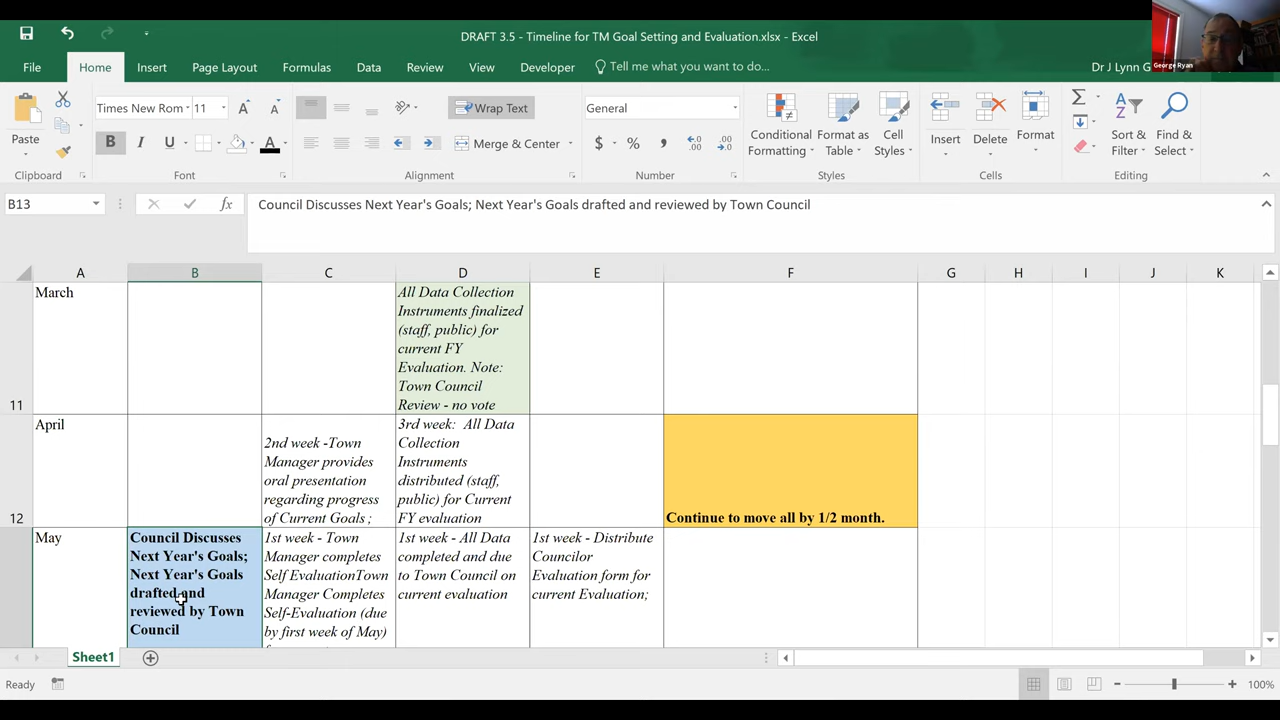 DRAFT 3.5 - Timeline for TM Goal Setting and Evaluation.xlsx - Excel
George Ryan
File
Home
Insert
Page Layout
Formulas
Data
Review
View
Developer
Tell me what you want to do...
Dr J Lynn G
Paste
Times New Rom
11
B I U
Wrap Text
Merge & Center
General
$ % ,
Conditional
Formatting
Format as
Table
Cell
Styles
Insert
Delete
Format
Sort &
Filter
Find &
Select
Clipboard
Font
Alignment
Number
Styles
Cells
Editing
B13
fx
Council Discusses Next Year's Goals; Next Year's Goals drafted and reviewed by Town Council
A B C D E F G H I J K
11
March
All Data Collection
Instruments finalized
(staff, public) for
current FY
Evaluation. Note:
Town Council
Review - no vote
12
April
2nd week -Town
Manager provides
oral presentation
regarding progress
of Current Goals ;
3rd week: All Data
Collection
Instruments
distributed (staff,
public) for Current
FY evaluation
Continue to move all by 1/2 month.
May
Council Discusses
Next Year's Goals;
Next Year's Goals
drafted and
reviewed by Town
Council
1st week - Town
Manager completes
Self EvaluationTown
Manager Completes
Self-Evaluation (due
by first week of May)
1st week - All Data
completed and due
to Town Council on
current evaluation
1st week - Distribute
Councilor
Evaluation form for
current Evaluation;
Sheet1
Ready
100%